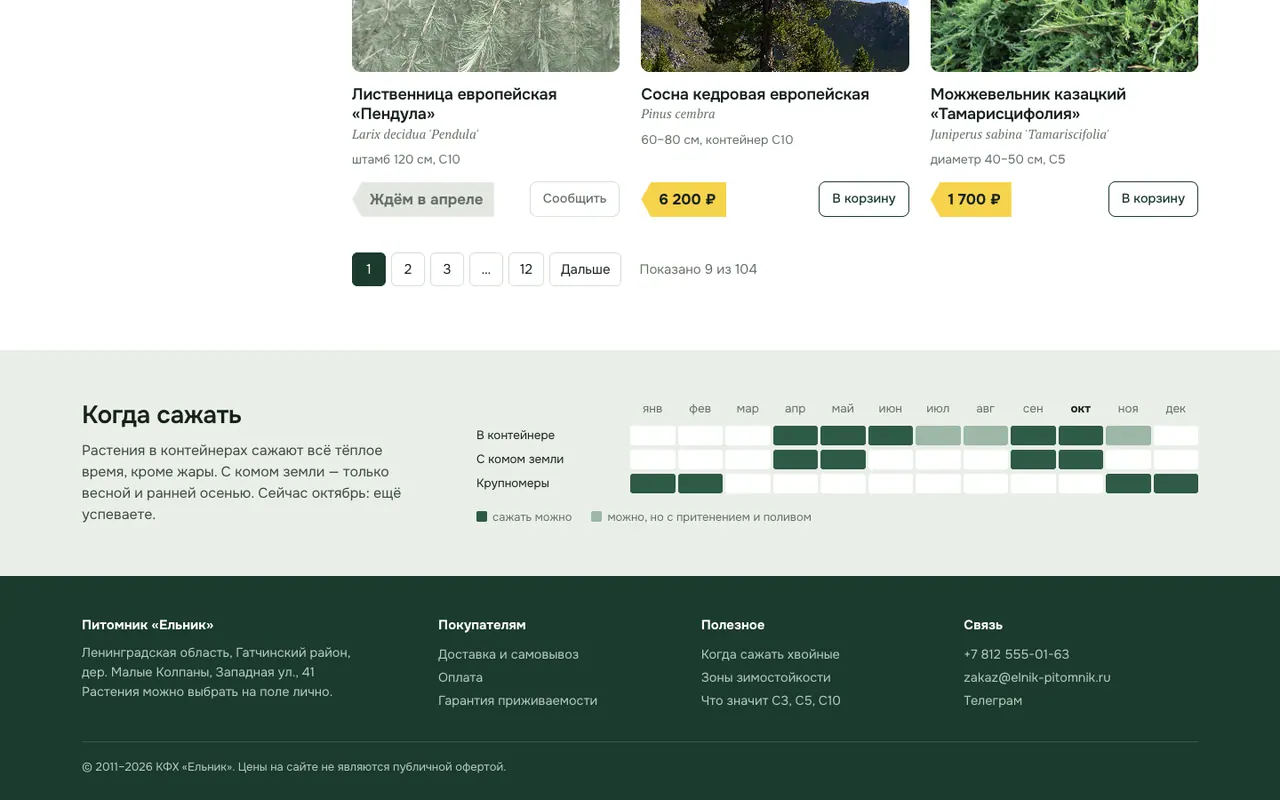 Лиственница европейская
«Пендула»
Larix decidua 'Pendula'
штамб 120 см, С10
Ждём в апреле
Сообщить
Сосна кедровая европейская
Pinus cembra
60–80 см, контейнер С10
6 200 ₽
В корзину
Можжевельник казацкий
«Тамарисцифолия»
Juniperus sabina 'Tamariscifolia'
диаметр 40–50 см, С5
1 700 ₽
В корзину
1 2 3 … 12 Дальше Показано 9 из 104
Когда сажать
Растения в контейнерах сажают всё тёплое
время, кроме жары. С комом земли — только
весной и ранней осенью. Сейчас октябрь: ещё
успеваете.
янв фев мар апр май июн июл авг сен окт ноя дек
В контейнере
С комом земли
Крупномеры
сажать можно можно, но с притенением и поливом
Питомник «Ельник»
Ленинградская область, Гатчинский район,
дер. Малые Колпаны, Западная ул., 41
Растения можно выбрать на поле лично.
Покупателям
Доставка и самовывоз
Оплата
Гарантия приживаемости
Полезное
Когда сажать хвойные
Зоны зимостойкости
Что значит С3, С5, С10
Связь
+7 812 555-01-63
zakaz@elnik-pitomnik.ru
Телеграм
© 2011–2026 КФХ «Ельник». Цены на сайте не являются публичной офертой.